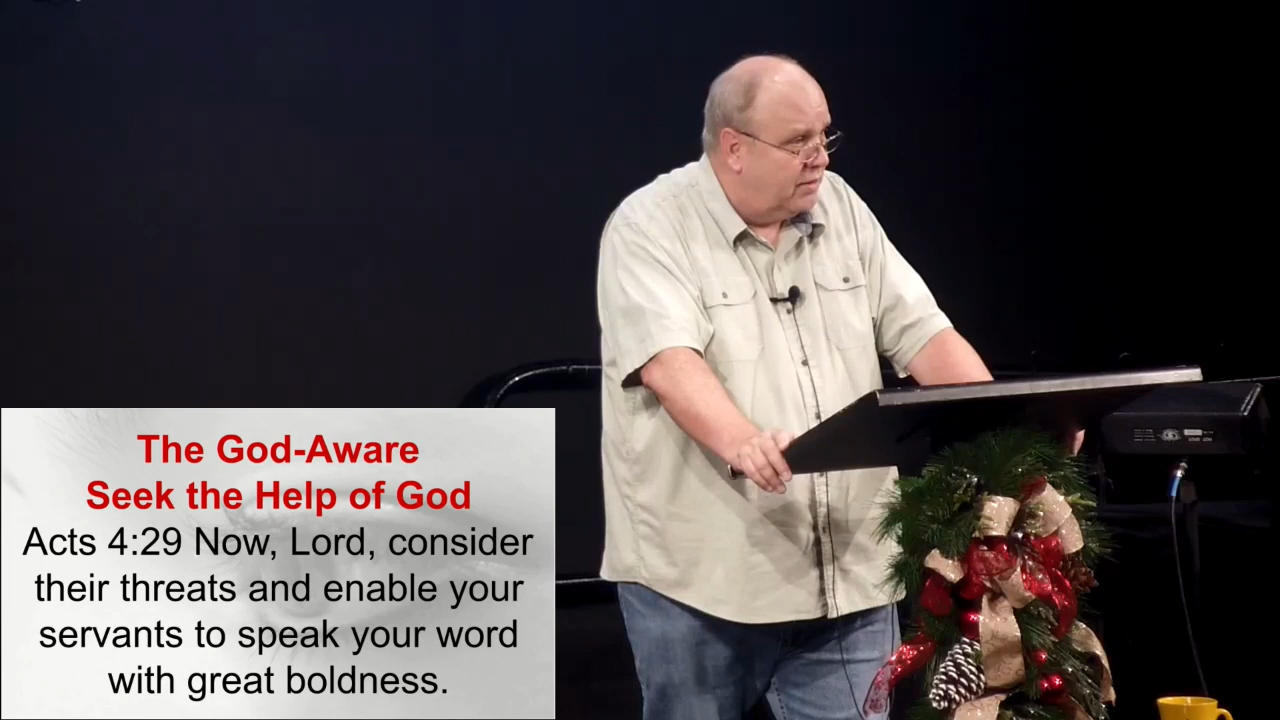 The God-Aware
Seek the Help of God
Acts 4:29 Now, Lord, consider
their threats and enable your
servants to speak your word
with great boldness.